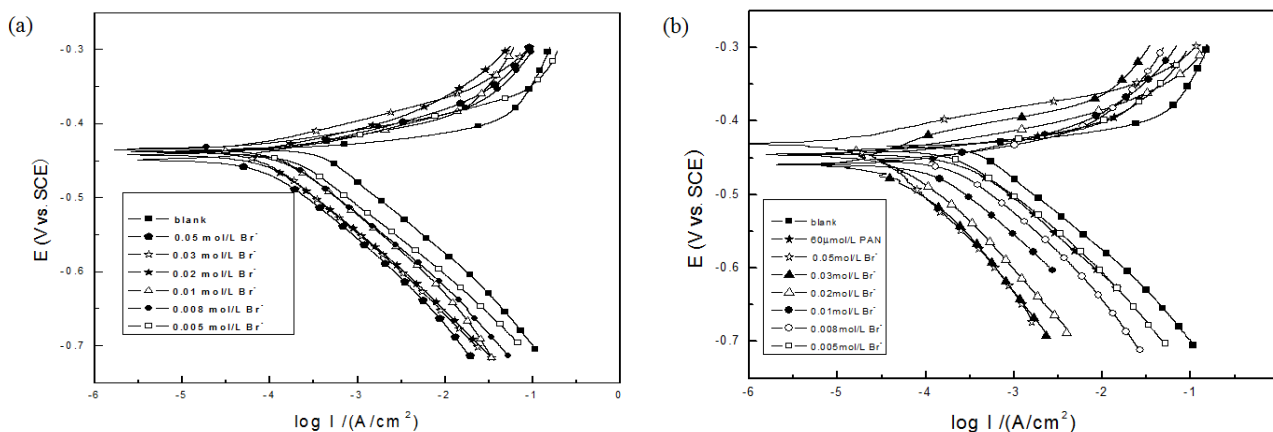 (a)
E (V vs. SCE)
-0.3
-0.4
-0.5
-0.6
-0.7
blank
0.05 mol/L Br⁻
0.03 mol/L Br⁻
0.02 mol/L Br⁻
0.01 mol/L Br⁻
0.008 mol/L Br⁻
0.005 mol/L Br⁻
-6 -5 -4 -3 -2 -1 0
log I /(A/cm²)
(b)
E (V vs. SCE)
-0.3
-0.4
-0.5
-0.6
-0.7
blank
60μmol/L PAN
0.05mol/L Br⁻
0.03mol/L Br⁻
0.02mol/L Br⁻
0.01mol/L Br⁻
0.008mol/L Br⁻
0.005mol/L Br⁻
-6 -5 -4 -3 -2 -1 0
log I /(A/cm²)